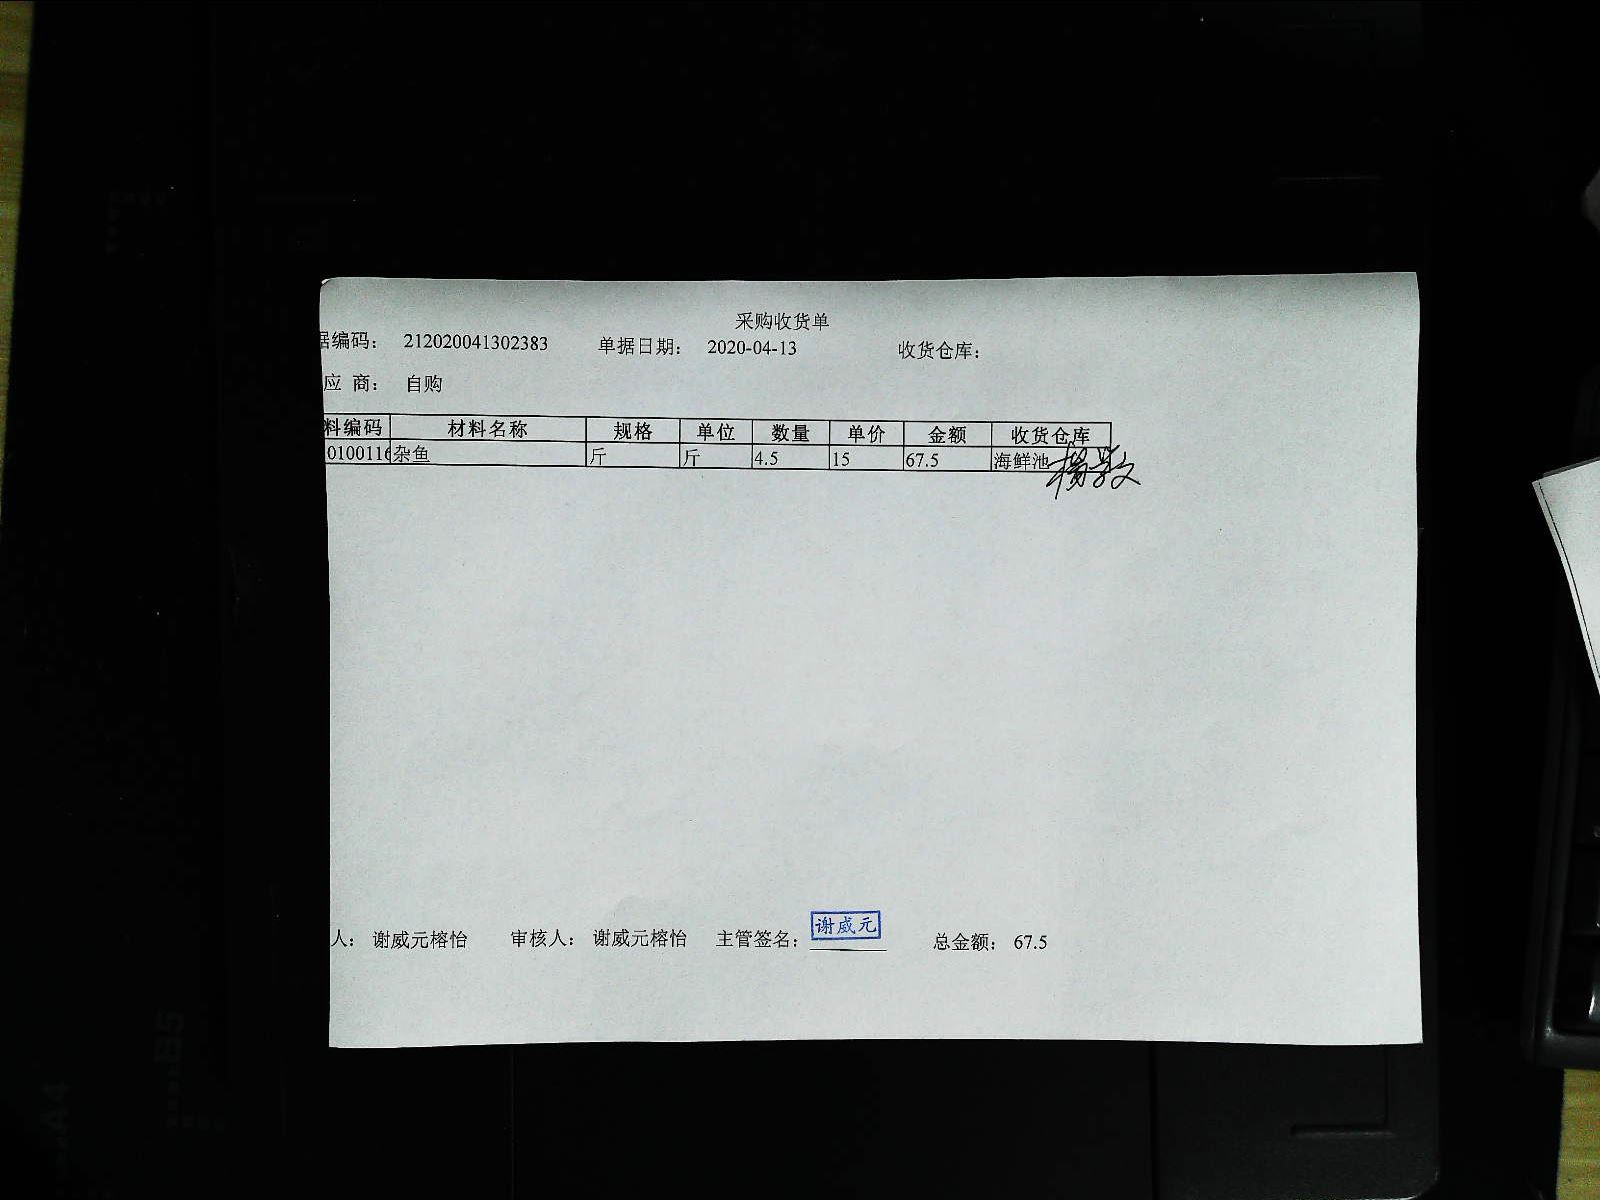 采购收货单
据编码： 212020041302383 单据日期： 2020-04-13 收货仓库：
应 商： 自购
料编码 材料名称 规格 单位 数量 单价 金额 收货仓库
0100116 杂鱼 斤 斤 4.5 15 67.5 海鲜池
人： 谢威元榕怡 审核人： 谢威元榕怡 主管签名： 谢威元 总金额： 67.5
B5
A4